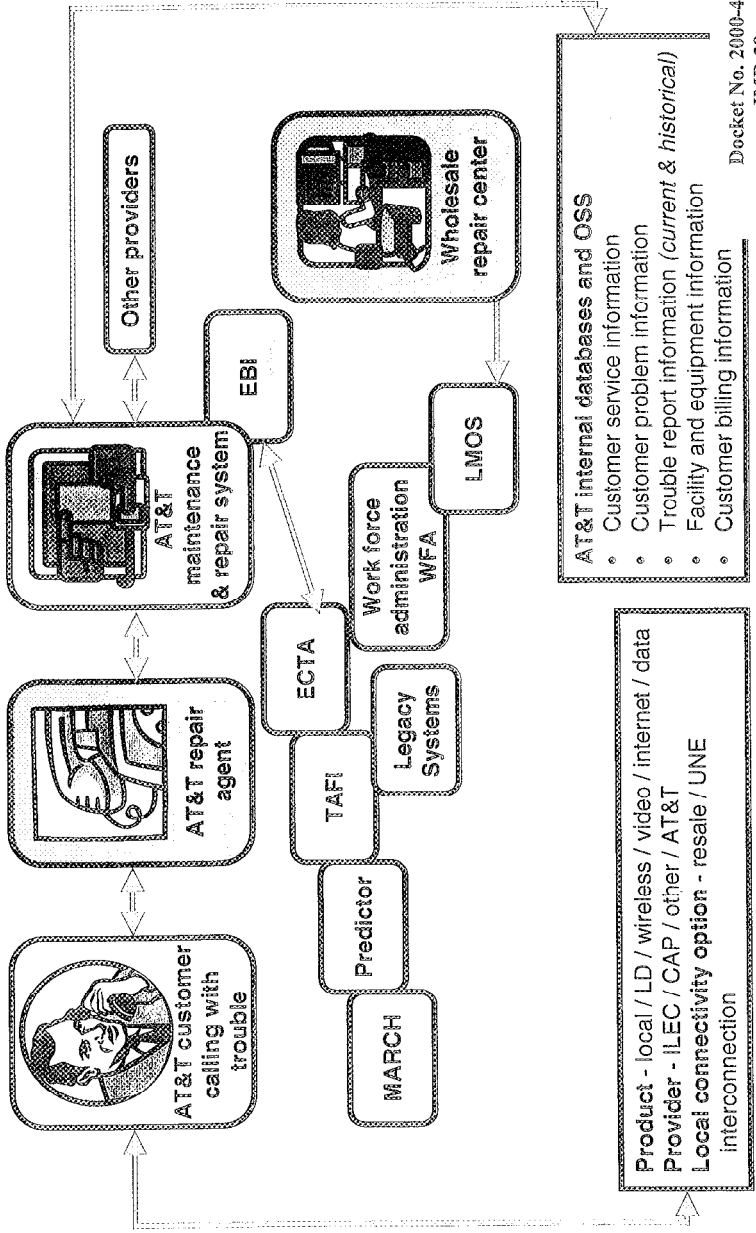 AT&T customer
calling with
trouble
AT&T repair
agent
AT&T
maintenance
& repair system
Other providers
EBI
MARCH
Predictor
TAFI
ECTA
Legacy
Systems
Work force
administration
WFA
LMOS
Wholesale
repair center
Product - local / LD / wireless / video / internet / data
Provider - ILEC / CAP / other / AT&T
Local connectivity option - resale / UNE
interconnection
AT&T internal databases and OSS
• Customer service information
• Customer problem information
• Trouble report information (current & historical)
• Facility and equipment information
• Customer billing information
Docket No. 2000-4